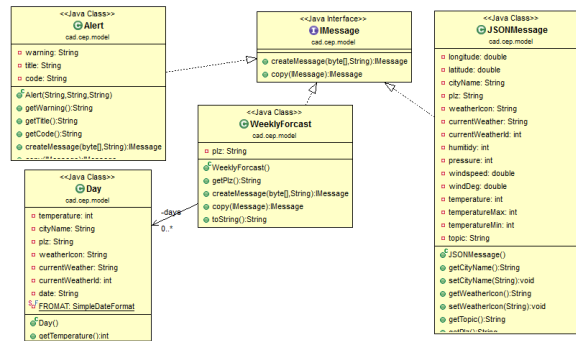 <<Java Class>>
Alert
cad.cep.model
warning: String
title: String
code: String
Alert(String,String,String)
getWarning():String
getTitle():String
getCode():String
createMessage(byte[],String):IMessage
copy(IMessage):IMessage
<<Java Interface>>
IMessage
cad.cep.model
createMessage(byte[],String):IMessage
copy(IMessage):IMessage
<<Java Class>>
JSONMessage
cad.cep.model
longitude: double
latitude: double
cityName: String
plz: String
weatherIcon: String
currentWeather: String
currentWeatherId: int
humitidy: int
pressure: int
windspeed: double
windDeg: double
temperature: int
temperatureMax: int
temperatureMin: int
topic: String
JSONMessage()
getCityName():String
setCityName(String):void
getWeatherIcon():String
setWeatherIcon(String):void
getTopic():String
getPlz():String
<<Java Class>>
WeeklyForcast
cad.cep.model
plz: String
WeeklyForcast()
getPlz():String
createMessage(byte[],String):IMessage
copy(IMessage):IMessage
toString():String
-days
0..*
<<Java Class>>
Day
cad.cep.model
temperature: int
cityName: String
plz: String
weatherIcon: String
currentWeather: String
currentWeatherId: int
date: String
FROMAT: SimpleDateFormat
Day()
getTemperature():int